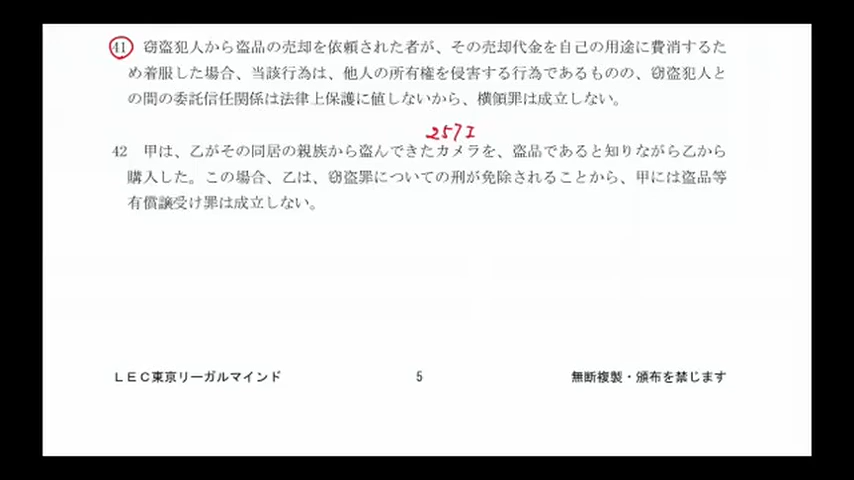 41 窃盗犯人から盗品の売却を依頼された者が、その売却代金を自己の用途に費消するた
め着服した場合、当該行為は、他人の所有権を侵害する行為であるものの、窃盗犯人と
の間の委託信任関係は法律上保護に値しないから、横領罪は成立しない。
257I
42 甲は、乙がその同居の親族から盗んできたカメラを、盗品であると知りながら乙から
購入した。この場合、乙は、窃盗罪についての刑が免除されることから、甲には盗品等
有償譲受け罪は成立しない。
LEC東京リーガルマインド 5 無断複製・頒布を禁じます